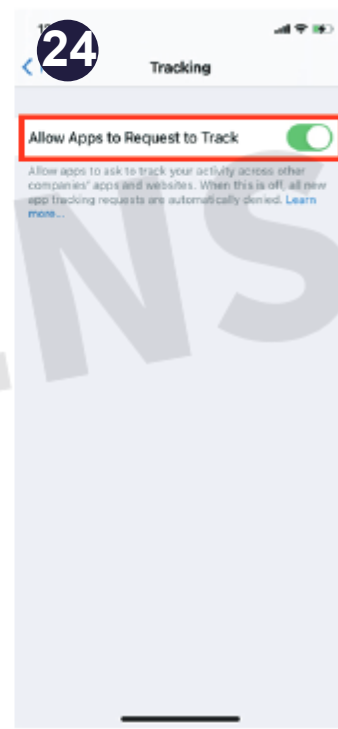 24
Tracking
Allow Apps to Request to Track
Allow apps to ask to track your activity across other
companies' apps and websites. When this is off, all new
app tracking requests are automatically denied. Learn
more...
ENS